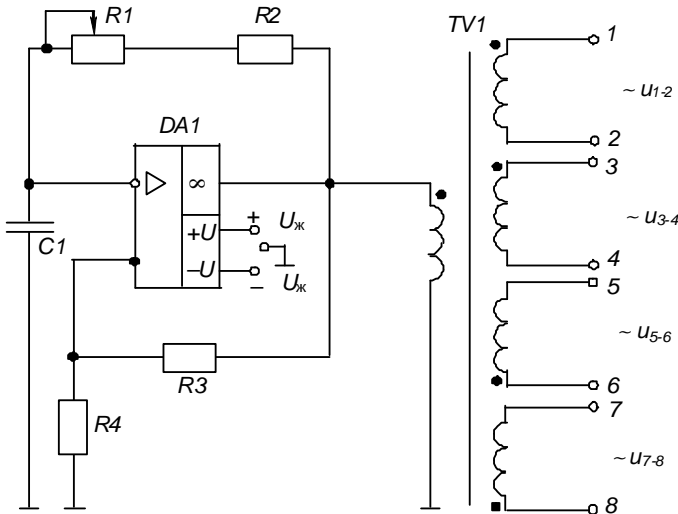 R1
R2
TV1
1
~ u1-2
2
DA1
3
∞
C1
+U
+
Uж
~ u3-4
–U
–
Uж
4
5
R3
~ u5-6
R4
6
7
~ u7-8
8